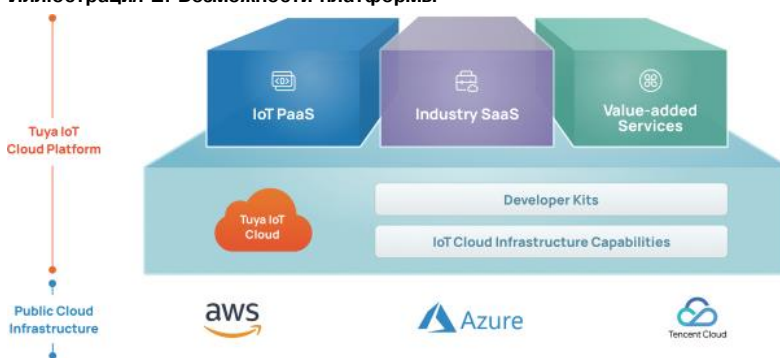 Иллюстрация 2. Возможности платформы
IoT PaaS
Industry SaaS
Value-added
Services
Tuya IoT
Cloud Platform
Tuya IoT
Cloud
Developer Kits
IoT Cloud Infrastructure Capabilities
Public Cloud
Infrastructure
aws
Azure
Tencent Cloud